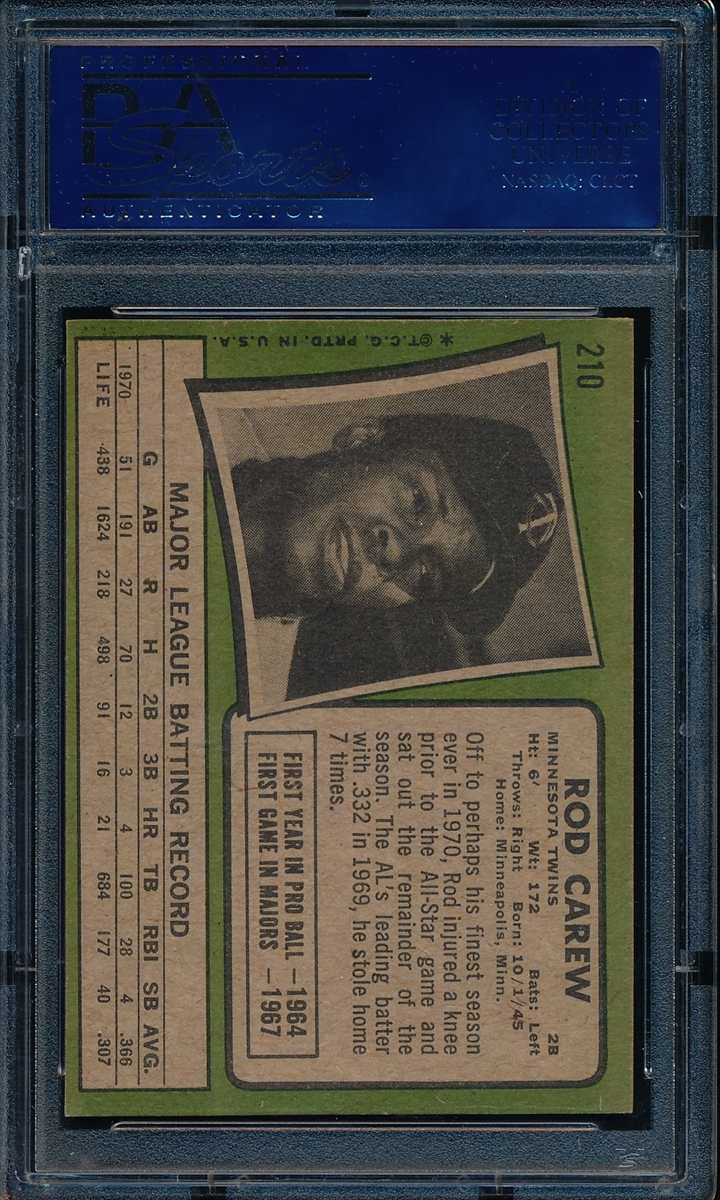 PROFESSIONAL
PSA
Sports
AUTHENTICATOR
A
DIVISION OF
COLLECTORS
UNIVERSE
NASDAQ: CLCT
210
* © T.C.G. PRTD. IN U.S.A.
ROD CAREW
MINNESOTA TWINS 2B
Ht: 6' Wt: 172 Bats: Left
Throws: Right Born: 10/1/45
Home: Minneapolis, Minn.
Off to perhaps his finest season
ever in 1970, Rod injured a knee
prior to the All-Star game and
sat out the remainder of the
season. The AL's leading batter
with .332 in 1969, he stole home
7 times.
FIRST YEAR IN PRO BALL —1964
FIRST GAME IN MAJORS —1967
MAJOR LEAGUE BATTING RECORD
G AB R H 2B 3B HR TB RBI SB AVG.
1970 51 191 27 70 12 3 4 100 28 4 .366
LIFE 438 1624 218 498 91 16 21 684 177 40 .307